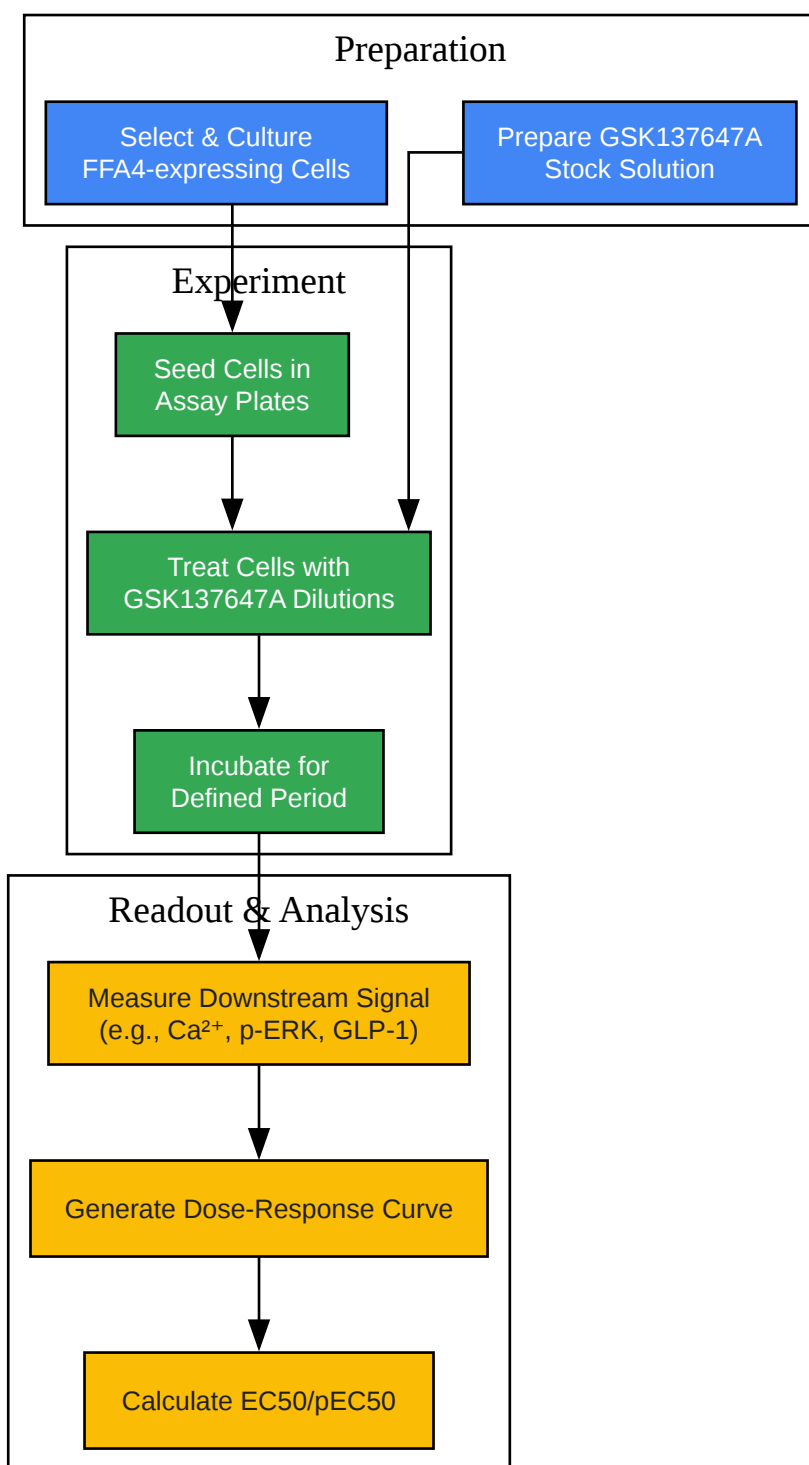 Preparation
Select & Culture
FFA4-expressing Cells
Prepare GSK137647A
Stock Solution
Experiment
Seed Cells in
Assay Plates
Treat Cells with
GSK137647A Dilutions
Incubate for
Defined Period
Readout & Analysis
Measure Downstream Signal
(e.g., Ca²⁺, p-ERK, GLP-1)
Generate Dose-Response Curve
Calculate EC50/pEC50